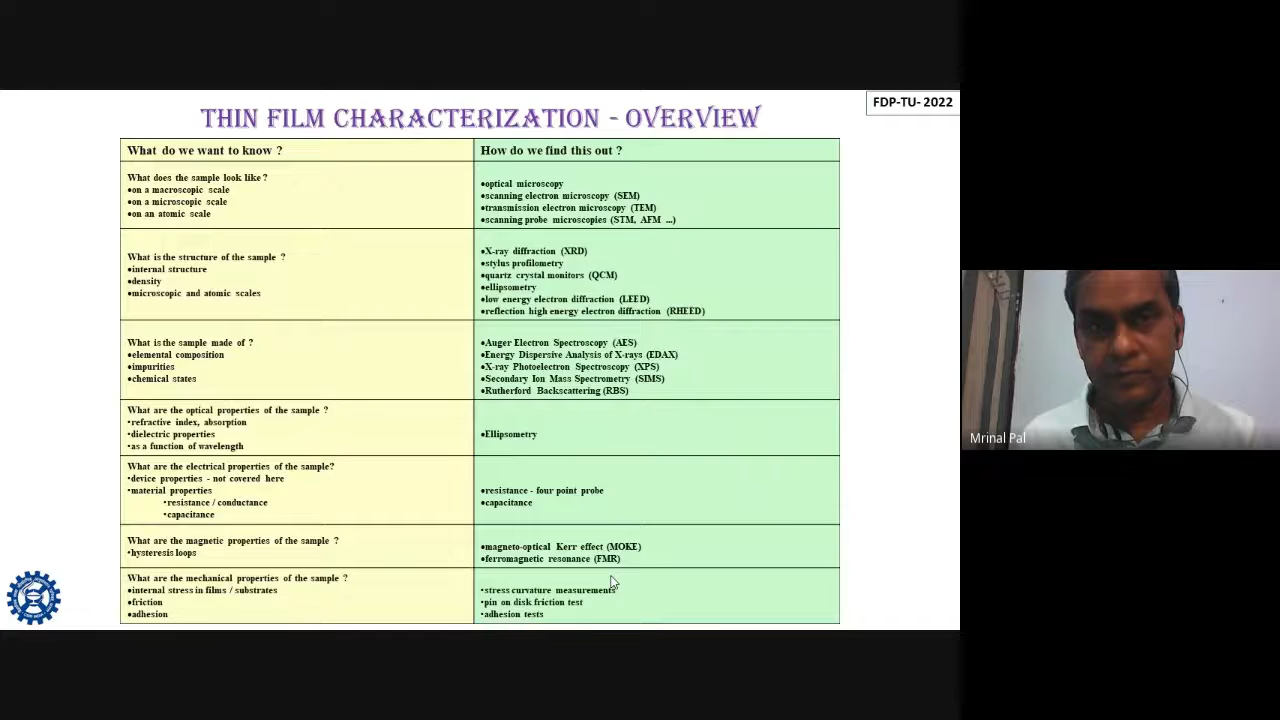 FDP-TU- 2022
THIN FILM CHARACTERIZATION - OVERVIEW
What do we want to know ?
How do we find this out ?
What does the sample look like ?
•on a macroscopic scale
•on a microscopic scale
•on an atomic scale
•optical microscopy
•scanning electron microscopy (SEM)
•transmission electron microscopy (TEM)
•scanning probe microscopies (STM, AFM ...)
What is the structure of the sample ?
•internal structure
•density
•microscopic and atomic scales
•X-ray diffraction (XRD)
•stylus profilometry
•quartz crystal monitors (QCM)
•ellipsometry
•low energy electron diffraction (LEED)
•reflection high energy electron diffraction (RHEED)
What is the sample made of ?
•elemental composition
•impurities
•chemical states
•Auger Electron Spectroscopy (AES)
•Energy Dispersive Analysis of X-rays (EDAX)
•X-ray Photoelectron Spectroscopy (XPS)
•Secondary Ion Mass Spectrometry (SIMS)
•Rutherford Backscattering (RBS)
What are the optical properties of the sample ?
•refractive index, absorption
•dielectric properties
•as a function of wavelength
•Ellipsometry
What are the electrical properties of the sample?
•device properties - not covered here
•material properties
•resistance / conductance
•capacitance
•resistance - four point probe
•capacitance
What are the magnetic properties of the sample ?
•hysteresis loops
•magneto-optical Kerr effect (MOKE)
•ferromagnetic resonance (FMR)
What are the mechanical properties of the sample ?
•internal stress in films / substrates
•friction
•adhesion
•stress curvature measurements
•pin on disk friction test
•adhesion tests
Mrinal Pal